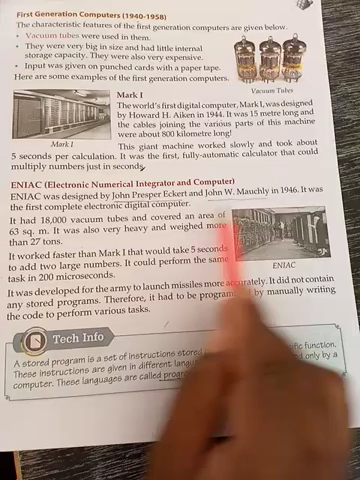 First Generation Computers (1940-1958)
The characteristic features of the first generation computers are given below.
• Vacuum tubes were used in them.
• They were very big in size and had little internal
storage capacity. They were also very expensive.
• Input was given on punched cards with a paper tape.
Here are some examples of the first generation computers.
Vacuum Tubes
Mark I
The world's first digital computer, Mark I, was designed
by Howard H. Aiken in 1944. It was 15 metre long and
the cables joining the various parts of this machine
were about 800 kilometre long!
Mark I
This giant machine worked slowly and took about
5 seconds per calculation. It was the first, fully-automatic calculator that could
multiply numbers just in seconds.
ENIAC (Electronic Numerical Integrator and Computer)
ENIAC was designed by John Presper Eckert and John W. Mauchly in 1946. It was
the first complete electronic digital computer.
It had 18,000 vacuum tubes and covered an area of
63 sq. m. It was also very heavy and weighed more
than 27 tons.
It worked faster than Mark I that would take 5 seconds
to add two large numbers. It could perform the same
task in 200 microseconds.
ENIAC
It was developed for the army to launch missiles more accurately. It did not contain
any stored programs. Therefore, it had to be by manually writing
the code to perform various tasks.
Tech Info
A stored program is a set of instructions stored function.
These instructions are given in different only by a
computer. These languages are called